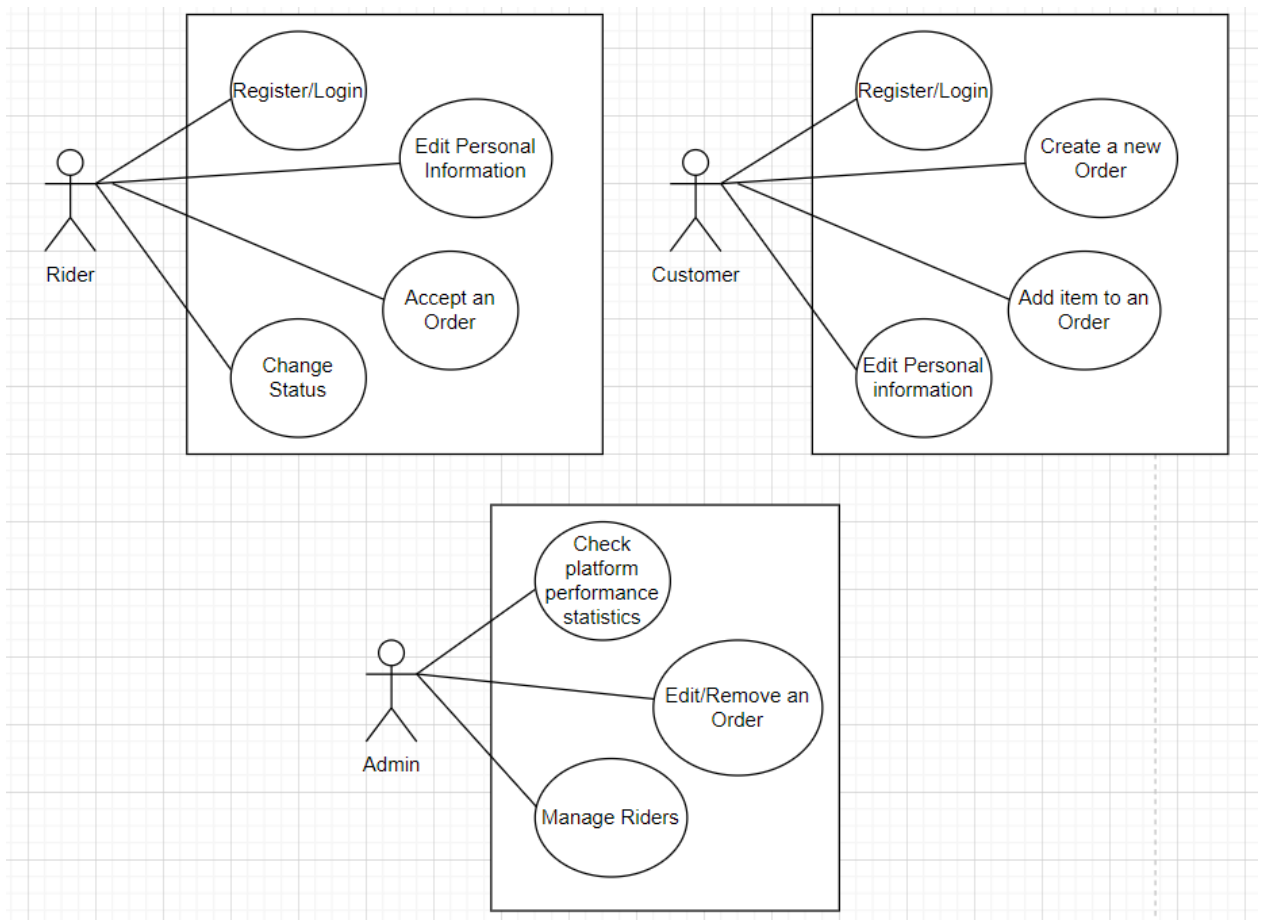 Register/Login
Edit Personal
Information
Rider
Accept an
Order
Change
Status
Register/Login
Create a new
Order
Customer
Add item to an
Order
Edit Personal
information
Check
platform
performance
statistics
Edit/Remove an
Order
Admin
Manage Riders